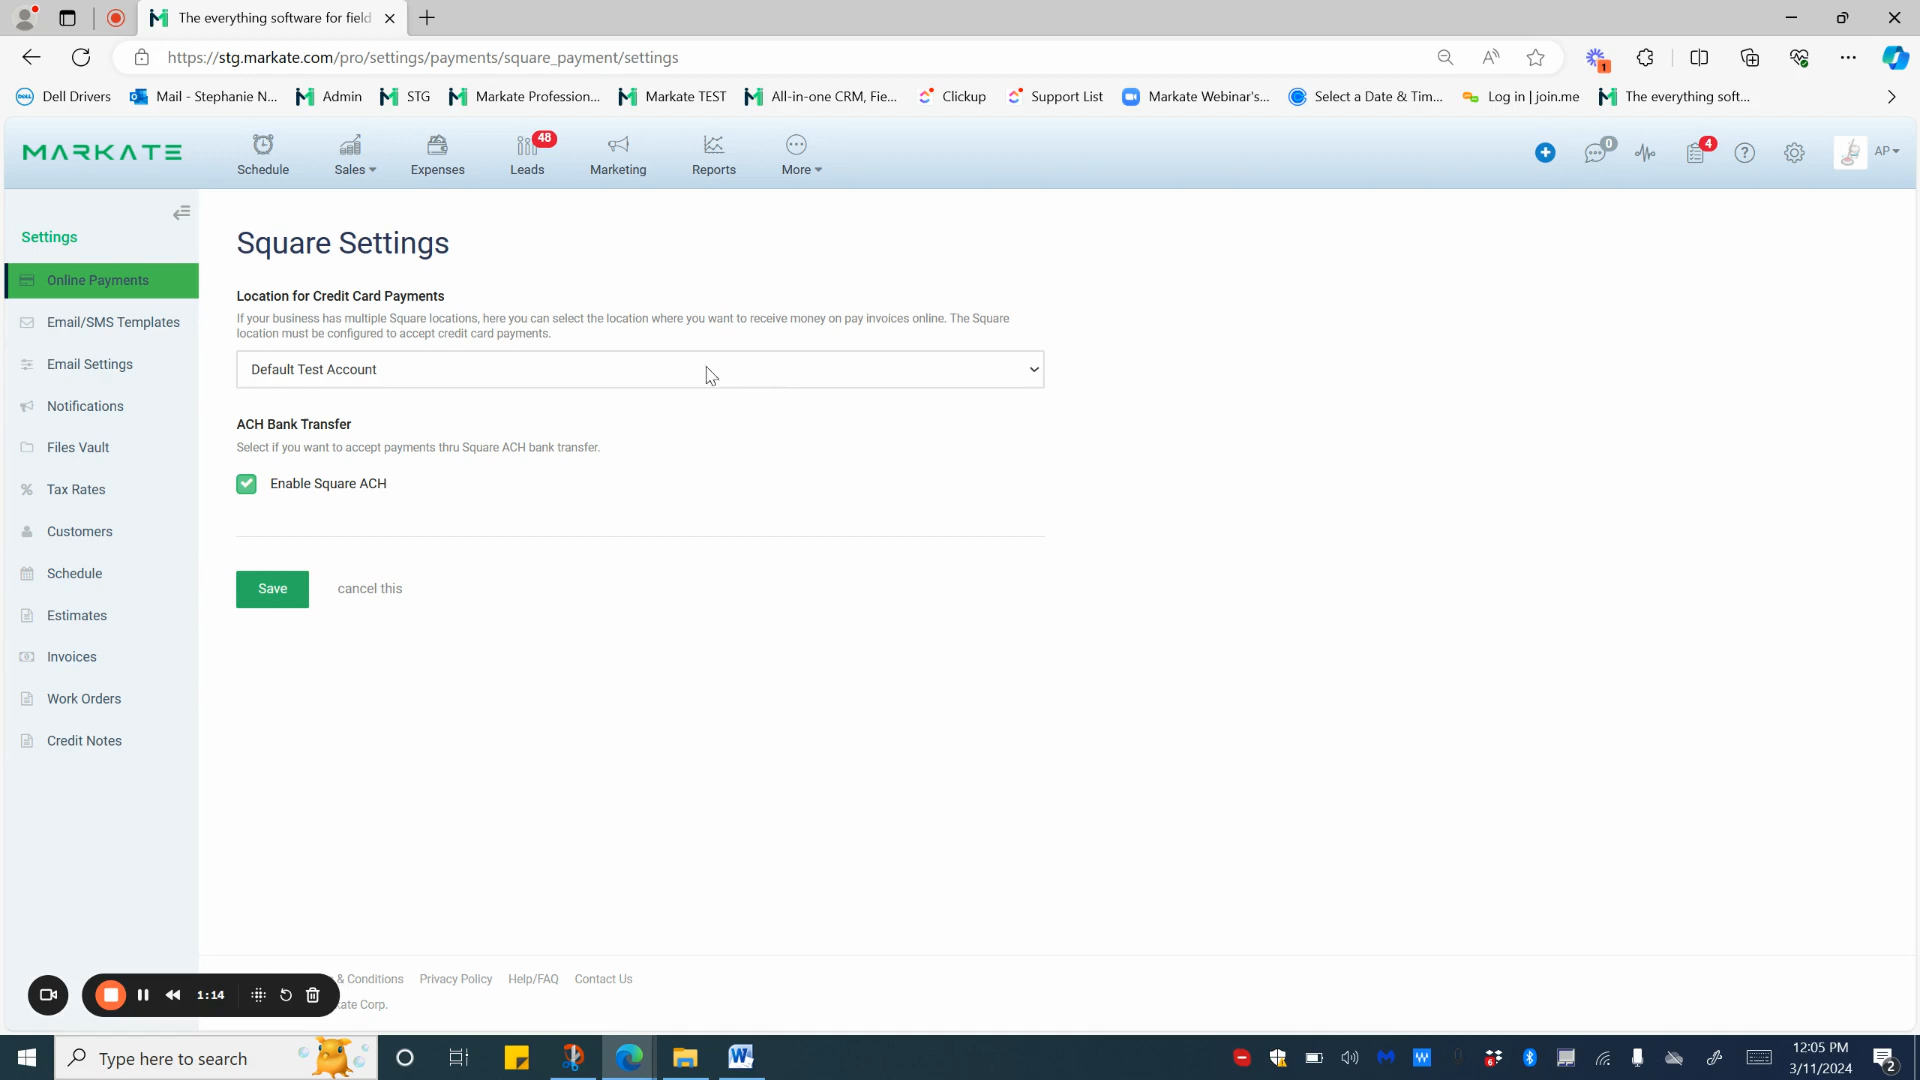 The everything software for field
https://stg.markate.com/pro/settings/payments/square_payment/settings
1
Dell Drivers
Mail - Stephanie N...
Admin
STG
Markate Profession...
Markate TEST
All-in-one CRM, Fie...
Clickup
Support List
Markate Webinar's...
Select a Date & Tim...
Log in | join.me
The everything soft...
MARKATE
Schedule
Sales
Expenses
48
Leads
Marketing
Reports
More
0
4
AP
Settings
Online Payments
Email/SMS Templates
Email Settings
Notifications
Files Vault
Tax Rates
Customers
Schedule
Estimates
Invoices
Work Orders
Credit Notes
Square Settings
Location for Credit Card Payments
If your business has multiple Square locations, here you can select the location where you want to receive money on pay invoices online. The Square
location must be configured to accept credit card payments.
Default Test Account
ACH Bank Transfer
Select if you want to accept payments thru Square ACH bank transfer.
Enable Square ACH
Save
cancel this
& Conditions
Privacy Policy
Help/FAQ
Contact Us
Corp.
1:14
Type here to search
12:05 PM
3/11/2024
2